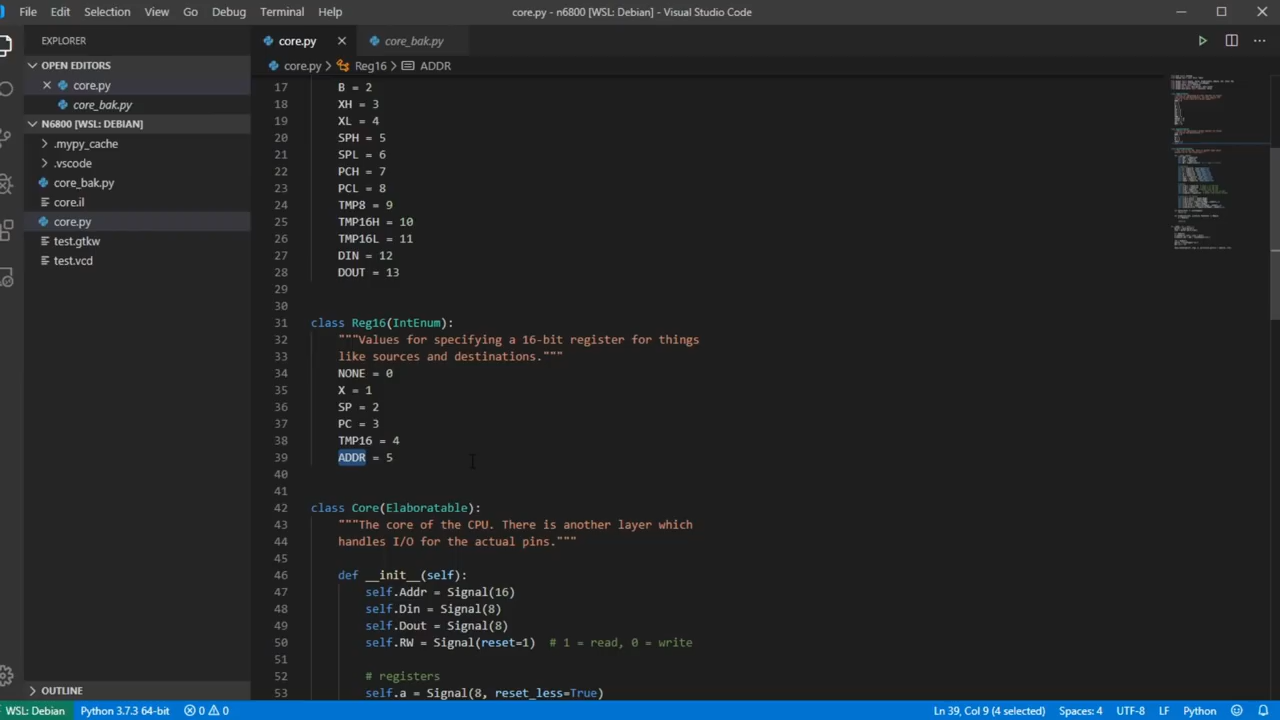 File Edit Selection View Go Debug Terminal Help core.py - n6800 [WSL: Debian] - Visual Studio Code
EXPLORER
OPEN EDITORS
core.py
core_bak.py
N6800 [WSL: DEBIAN]
.mypy_cache
.vscode
core_bak.py
core.il
core.py
test.gtkw
test.vcd
OUTLINE
core.py core_bak.py
core.py > Reg16 > ADDR
17 B = 2
18 XH = 3
19 XL = 4
20 SPH = 5
21 SPL = 6
22 PCH = 7
23 PCL = 8
24 TMP8 = 9
25 TMP16H = 10
26 TMP16L = 11
27 DIN = 12
28 DOUT = 13
29
30
31 class Reg16(IntEnum):
32 """Values for specifying a 16-bit register for things
33 like sources and destinations."""
34 NONE = 0
35 X = 1
36 SP = 2
37 PC = 3
38 TMP16 = 4
39 ADDR = 5
40
41
42 class Core(Elaboratable):
43 """The core of the CPU. There is another layer which
44 handles I/O for the actual pins."""
45
46 def __init__(self):
47 self.Addr = Signal(16)
48 self.Din = Signal(8)
49 self.Dout = Signal(8)
50 self.RW = Signal(reset=1) # 1 = read, 0 = write
51
52 # registers
53 self.a = Signal(8, reset_less=True)
WSL: Debian Python 3.7.3 64-bit 0 0 Ln 39, Col 9 (4 selected) Spaces: 4 UTF-8 LF Python